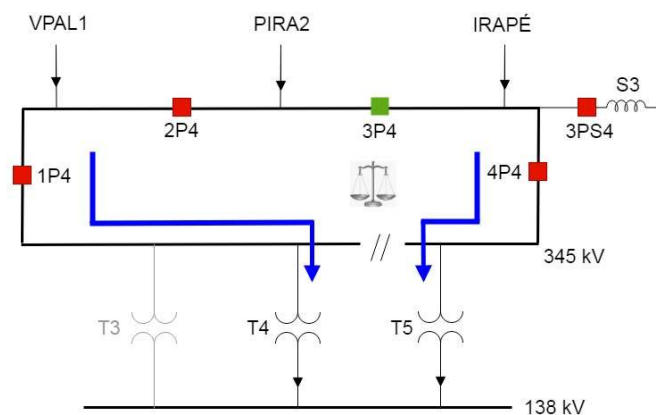 VPAL1
PIRA2
IRAPÉ
S3
2P4
3P4
3PS4
1P4
4P4
//
345 kV
T3
T4
T5
138 kV